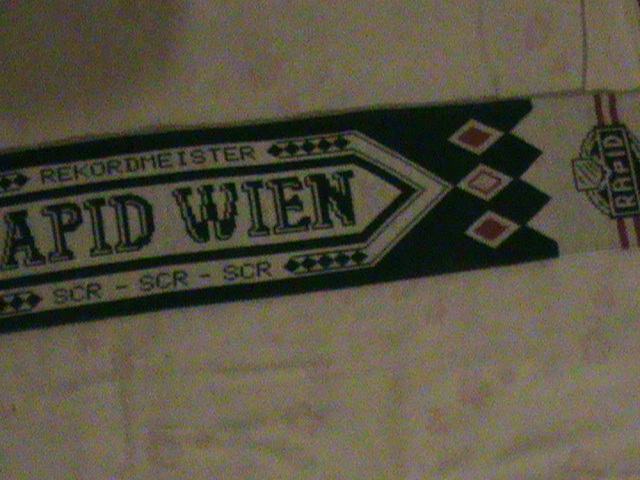 REKORDMEISTER
APID WIEN
SCR - SCR - SCR
RAPID